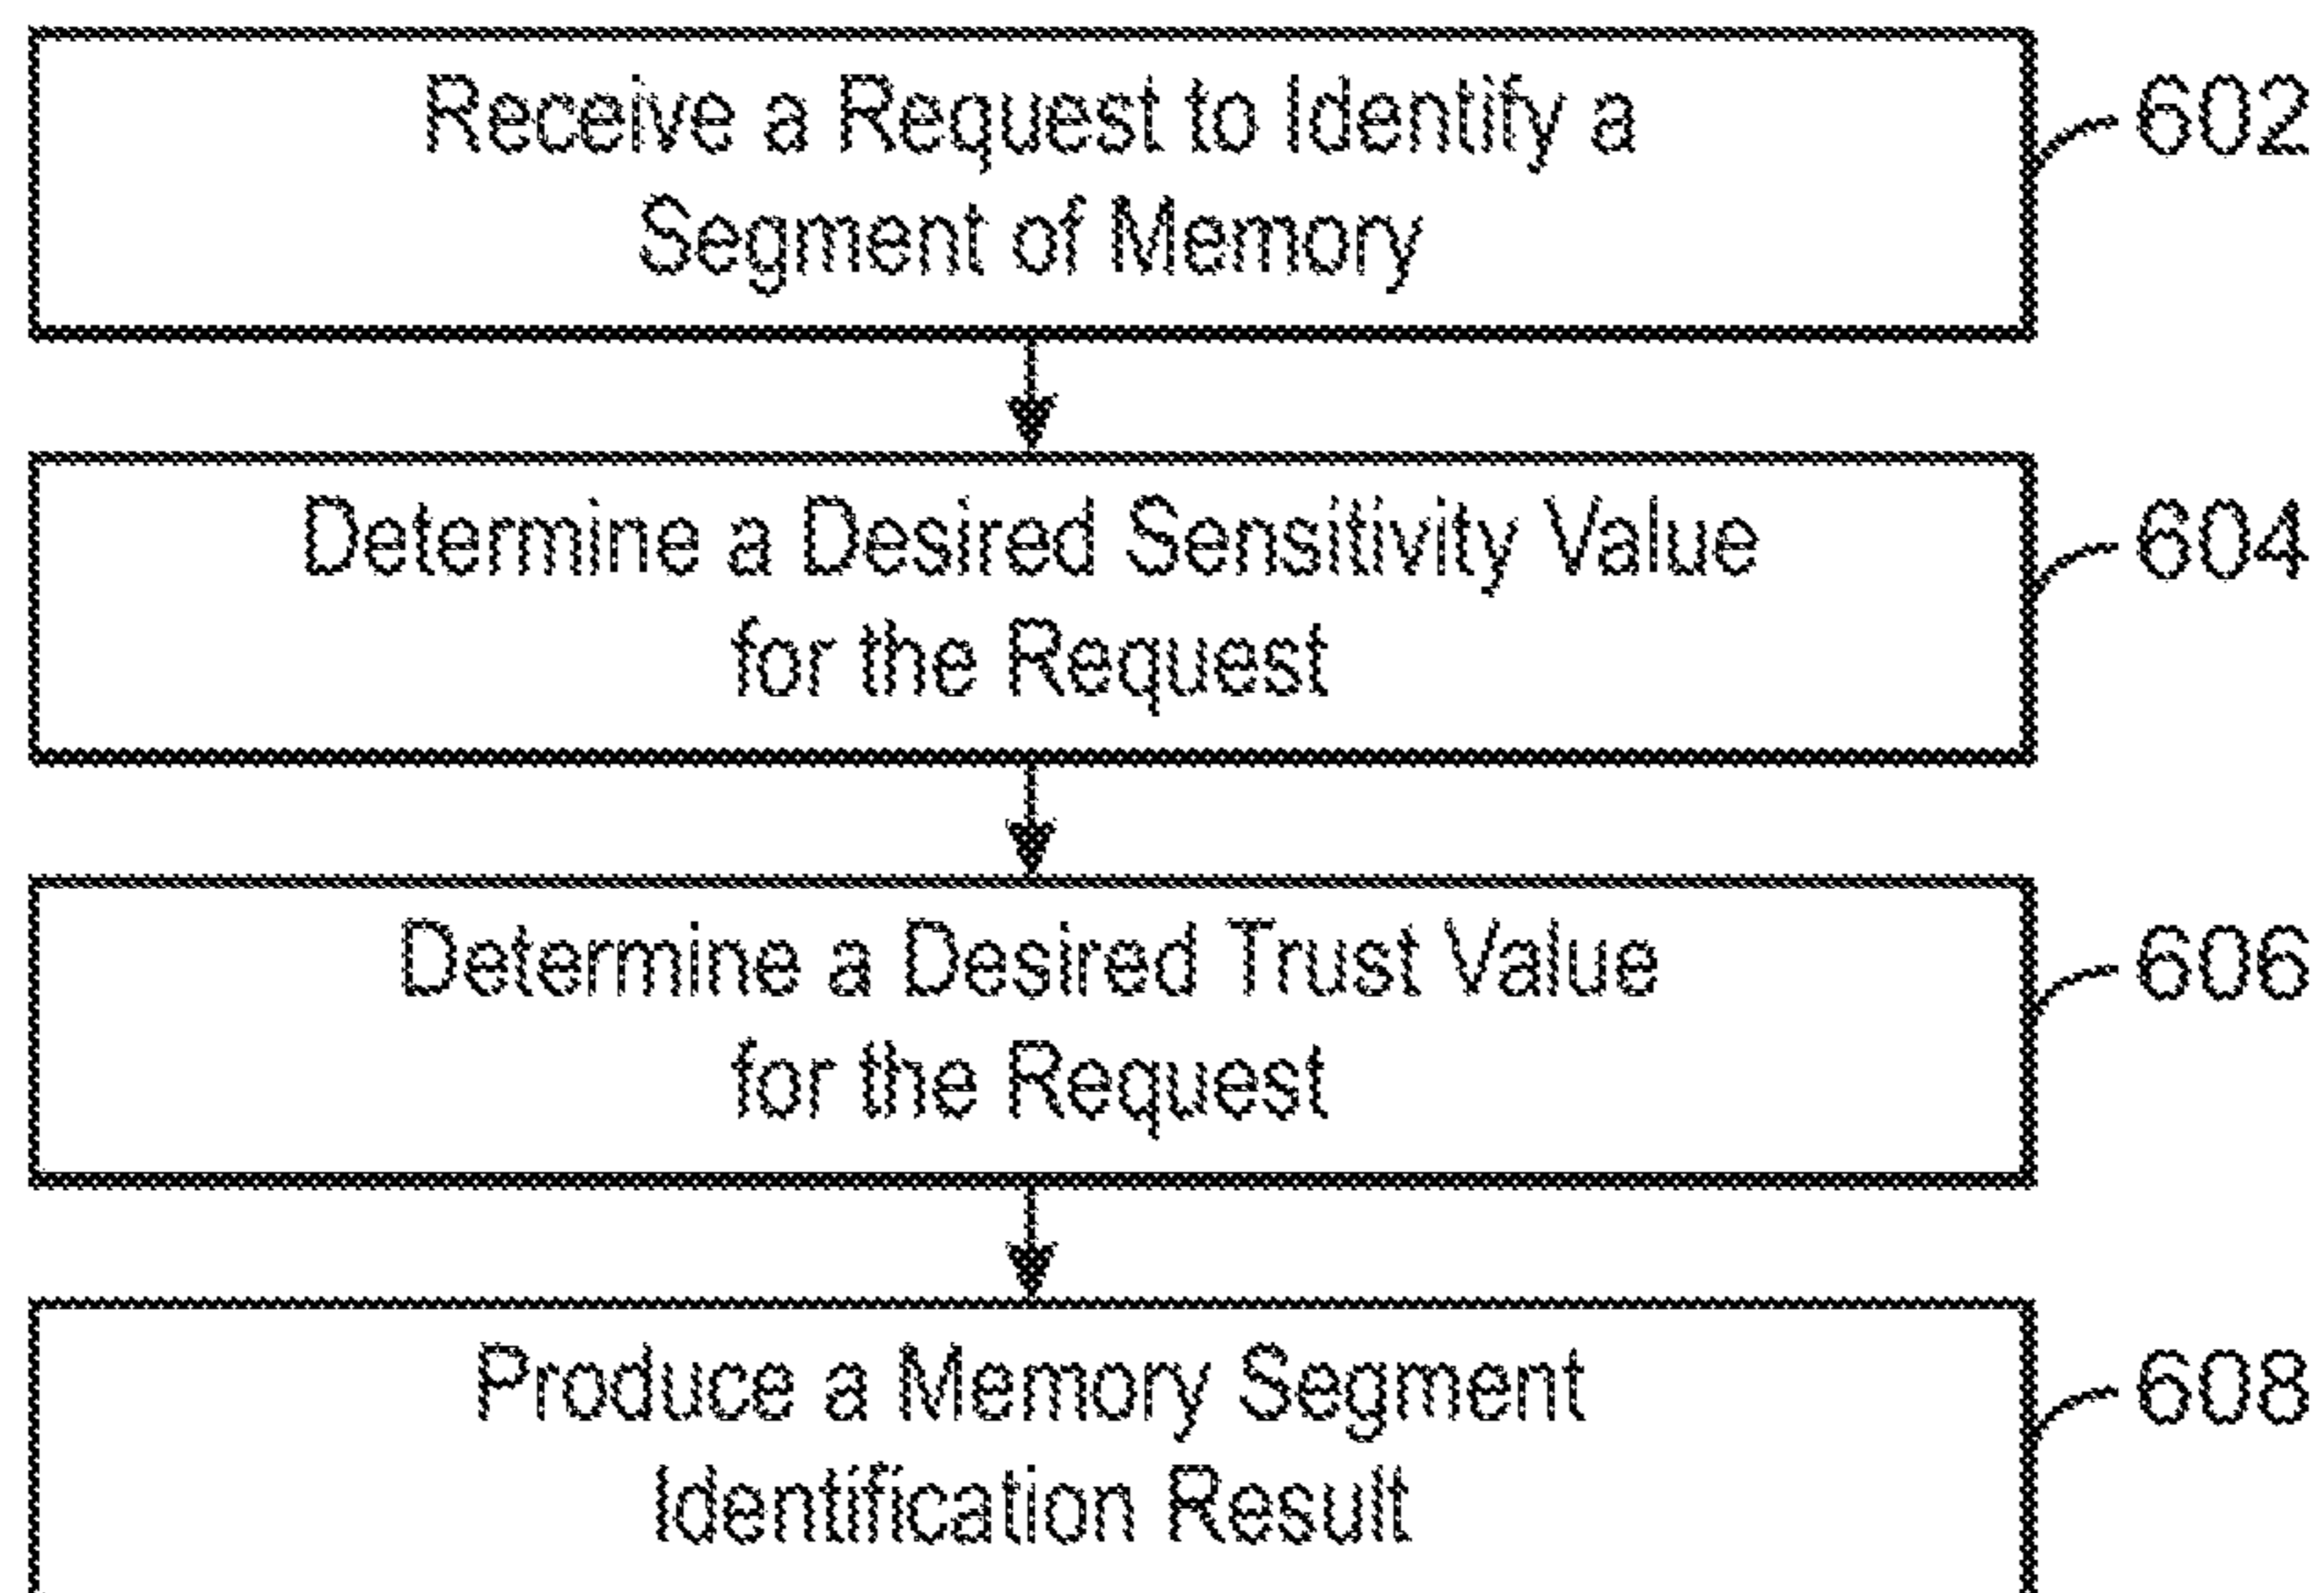 Receive a Request to Identify a
Segment of Memory
602
Determine a Desired Sensitivity Value
for the Request
604
Determine a Desired Trust Value
for the Request
606
Produce a Memory Segment
Identification Result
608